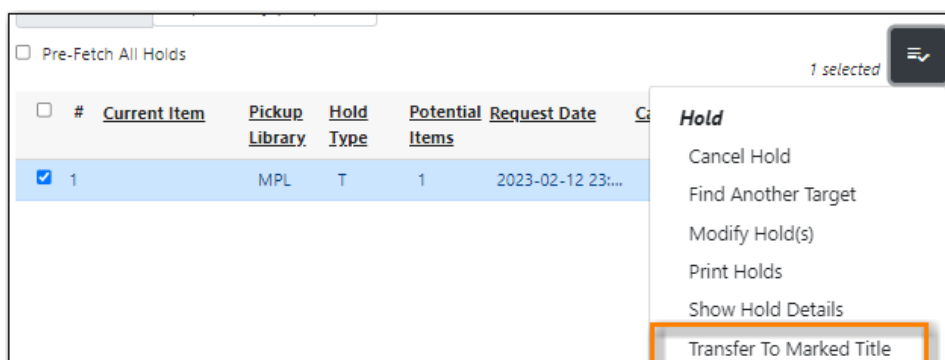 Pre-Fetch All Holds
1 selected
# Current Item Pickup Library Hold Type Potential Items Request Date
1 MPL T 1 2023-02-12 23:...
Hold
Cancel Hold
Find Another Target
Modify Hold(s)
Print Holds
Show Hold Details
Transfer To Marked Title